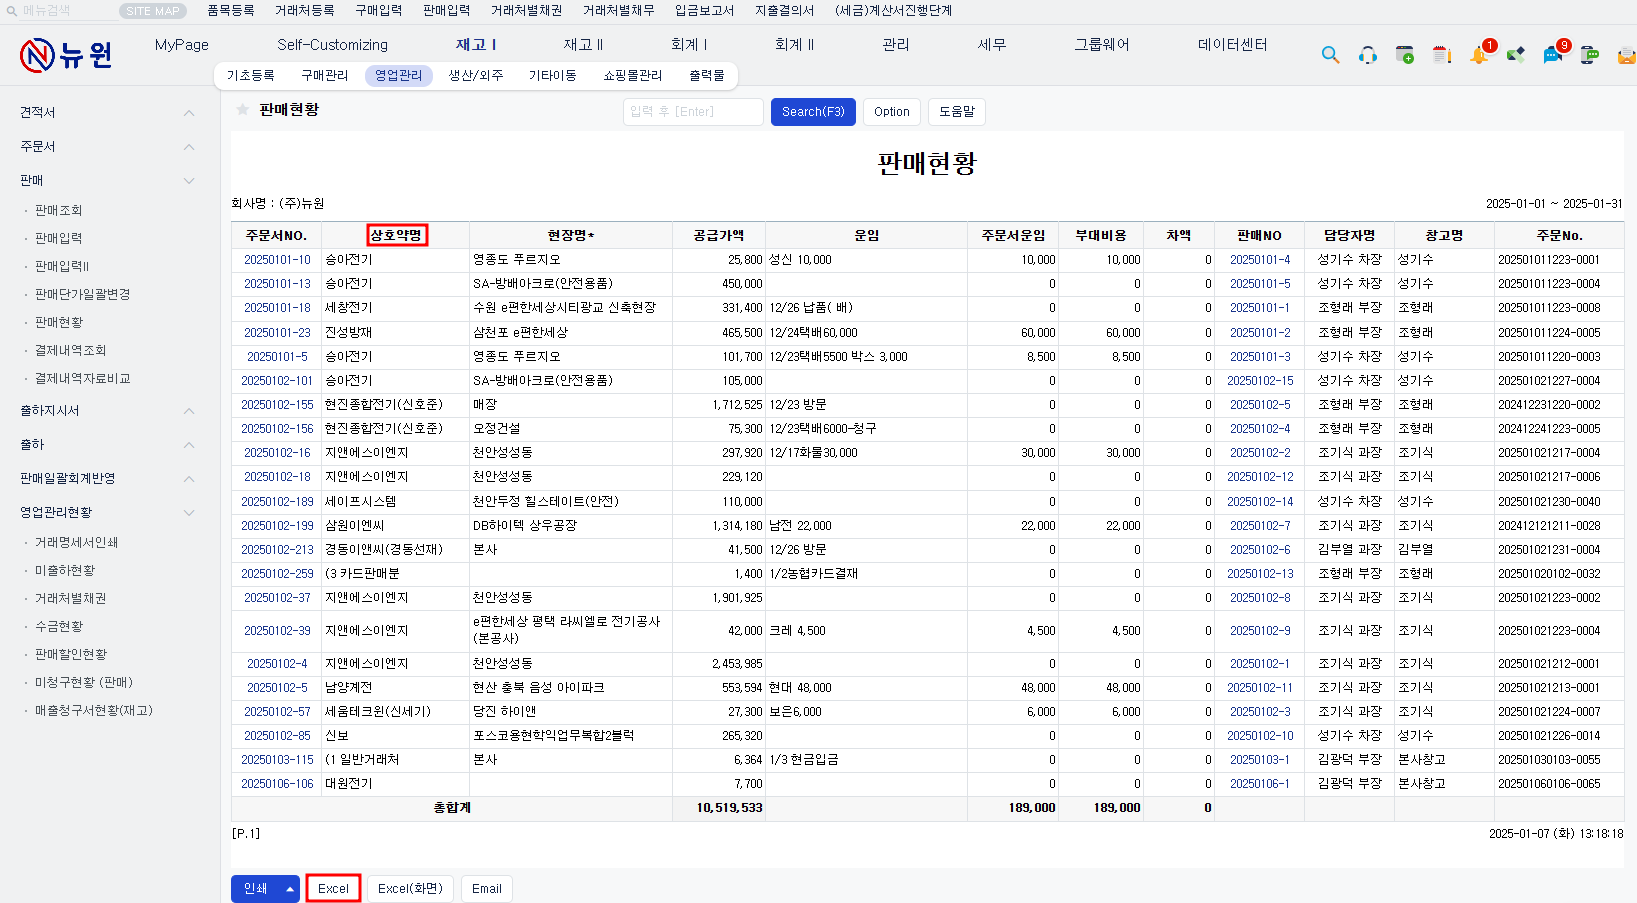 메뉴검색 SITE MAP 품목등록 거래처등록 구매입력 판매입력 거래처별채권 거래처별채무 입금보고서 지출결의서 (세금)계산서진행단계
뉴원 MyPage Self-Customizing 재고 I 재고 II 회계 I 회계 II 관리 세무 그룹웨어 데이터센터 1 9
기초등록 구매관리 영업관리 생산/외주 기타이동 쇼핑몰관리 출력물
견적서
주문서
판매
· 판매조회
· 판매입력
· 판매입력II
· 판매단가일괄변경
· 판매현황
· 결제내역조회
· 결제내역자료비교
출하지시서
출하
판매일괄회계반영
영업관리현황
· 거래명세서인쇄
· 미출하현황
· 거래처별채권
· 수금현황
· 판매할인현황
· 미청구현황 (판매)
· 매출청구서현황(재고)
판매현황 입력 후 [Enter] Search(F3) Option 도움말
판매현황
회사명 : (주)뉴원 2025-01-01 ~ 2025-01-31
주문서NO. 상호약명 현장명* 공급가액 운임 주문서운임 부대비용 차액 판매NO 담당자명 창고명 주문No.
20250101-10 승아전기 영종도 푸르지오 25,800 성신 10,000 10,000 10,000 0 20250101-4 성기수 차장 성기수 202501011223-0001
20250101-13 승아전기 SA-방배아크로(안전용품) 450,000 0 0 0 20250101-5 성기수 차장 성기수 202501011223-0004
20250101-18 세창전기 수원 e편한세상시티광교 신축현장 331,400 12/26 납품( 배) 0 0 0 20250101-1 조형래 부장 조형래 202501011223-0008
20250101-23 진성방재 삼천포 e편한세상 465,500 12/24택배60,000 60,000 60,000 0 20250101-2 조형래 부장 조형래 202501011224-0005
20250101-5 승아전기 영종도 푸르지오 101,700 12/23택배5500 박스 3,000 8,500 8,500 0 20250101-3 성기수 차장 성기수 202501011220-0003
20250102-101 승아전기 SA-방배아크로(안전용품) 105,000 0 0 0 20250102-15 성기수 차장 성기수 202501021227-0004
20250102-155 현진종합전기(신호준) 매장 1,712,525 12/23 방문 0 0 0 20250102-5 조형래 부장 조형래 202412231220-0002
20250102-156 현진종합전기(신호준) 오정건설 75,300 12/23택배6000-청구 0 0 0 20250102-4 조형래 부장 조형래 202412241223-0005
20250102-16 지앤에스이엔지 천안성성동 297,920 12/17화물30,000 30,000 30,000 0 20250102-2 조기식 과장 조기식 202501021217-0004
20250102-18 지앤에스이엔지 천안성성동 229,120 0 0 0 20250102-12 조기식 과장 조기식 202501021217-0006
20250102-189 세이프시스템 천안두정 힐스테이트(안전) 110,000 0 0 0 20250102-14 성기수 차장 성기수 202501021230-0040
20250102-199 삼원이엔씨 DB하이텍 상우공장 1,314,180 남전 22,000 22,000 22,000 0 20250102-7 조기식 과장 조기식 202412121211-0028
20250102-213 경동이앤씨(경동선재) 본사 41,500 12/26 방문 0 0 0 20250102-6 김부열 과장 김부열 202501021231-0004
20250102-259 (3 카드판매분 1,400 1/2농협카드결재 0 0 0 20250102-13 조형래 부장 조형래 202501020102-0032
20250102-37 지앤에스이엔지 천안성성동 1,901,925 0 0 0 20250102-8 조기식 과장 조기식 202501021223-0002
20250102-39 지앤에스이엔지 e편한세상 평택 라씨엘로 전기공사(본공사) 42,000 크레 4,500 4,500 4,500 0 20250102-9 조기식 과장 조기식 202501021223-0004
20250102-4 지앤에스이엔지 천안성성동 2,453,985 0 0 0 20250102-1 조기식 과장 조기식 202501021212-0001
20250102-5 남양계전 현산 충북 음성 아이파크 553,594 현대 48,000 48,000 48,000 0 20250102-11 조기식 과장 조기식 202501021213-0001
20250102-57 세움테크윈(신세기) 당진 하이앤 27,300 보은6,000 6,000 6,000 0 20250102-3 조기식 과장 조기식 202501021224-0007
20250102-85 신보 포스코용현학익업무복합2블럭 265,320 0 0 0 20250102-10 성기수 차장 성기수 202501021226-0014
20250103-115 (1 일반거래처 본사 6,364 1/3 현금입금 0 0 0 20250103-1 김광덕 부장 본사창고 202501030103-0055
20250106-106 대원전기 7,700 0 0 0 20250106-1 김광덕 부장 본사창고 202501060106-0065
총합계 10,519,533 189,000 189,000 0
[P.1] 2025-01-07 (화) 13:18:18
인쇄 Excel Excel(화면) Email